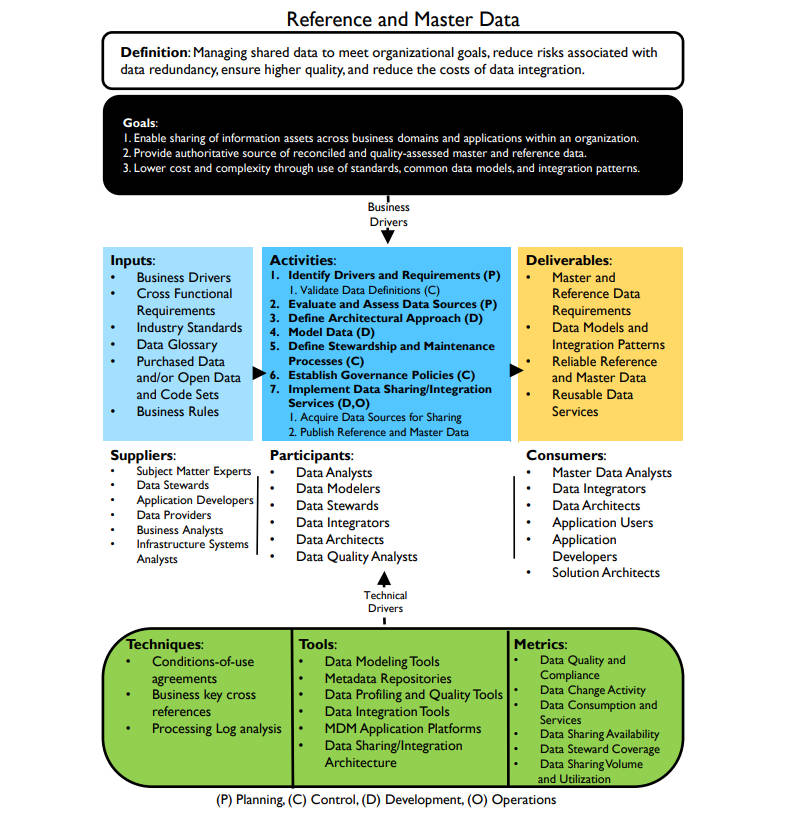 Reference and Master Data
Definition: Managing shared data to meet organizational goals, reduce risks associated with
data redundancy, ensure higher quality, and reduce the costs of data integration.
Goals:
1. Enable sharing of information assets across business domains and applications within an organization.
2. Provide authoritative source of reconciled and quality-assessed master and reference data.
3. Lower cost and complexity through use of standards, common data models, and integration patterns.
Business
Drivers
Inputs:
• Business Drivers
• Cross Functional
Requirements
• Industry Standards
• Data Glossary
• Purchased Data
and/or Open Data
and Code Sets
• Business Rules
Activities:
1. Identify Drivers and Requirements (P)
1. Validate Data Definitions (C)
2. Evaluate and Assess Data Sources (P)
3. Define Architectural Approach (D)
4. Model Data (D)
5. Define Stewardship and Maintenance
Processes (C)
6. Establish Governance Policies (C)
7. Implement Data Sharing/Integration
Services (D,O)
1. Acquire Data Sources for Sharing
2. Publish Reference and Master Data
Deliverables:
• Master and
Reference Data
Requirements
• Data Models and
Integration Patterns
• Reliable Reference
and Master Data
• Reusable Data
Services
Suppliers:
• Subject Matter Experts
• Data Stewards
• Application Developers
• Data Providers
• Business Analysts
• Infrastructure Systems
Analysts
Participants:
• Data Analysts
• Data Modelers
• Data Stewards
• Data Integrators
• Data Architects
• Data Quality Analysts
Consumers:
• Master Data Analysts
• Data Integrators
• Data Architects
• Application Users
• Application
Developers
• Solution Architects
Technical
Drivers
Techniques:
• Conditions-of-use
agreements
• Business key cross
references
• Processing Log analysis
Tools:
• Data Modeling Tools
• Metadata Repositories
• Data Profiling and Quality Tools
• Data Integration Tools
• MDM Application Platforms
• Data Sharing/Integration
Architecture
Metrics:
• Data Quality and
Compliance
• Data Change Activity
• Data Consumption and
Services
• Data Sharing Availability
• Data Steward Coverage
• Data Sharing Volume
and Utilization
(P) Planning, (C) Control, (D) Development, (O) Operations